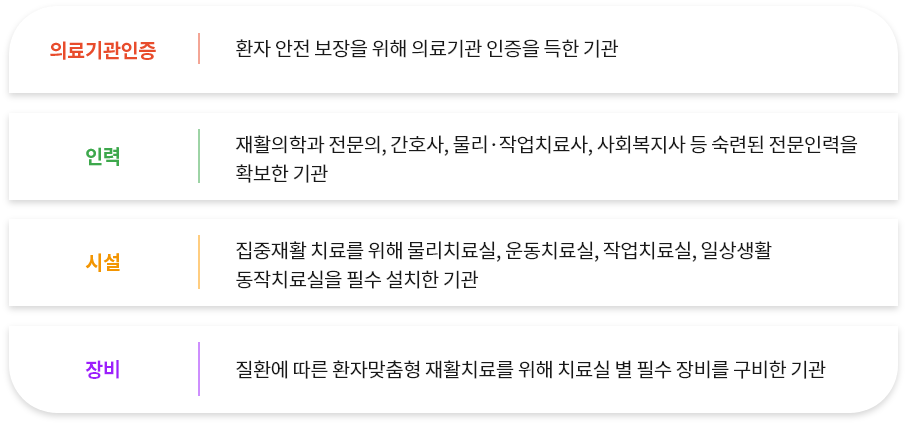 의료기관인증
환자 안전 보장을 위해 의료기관 인증을 득한 기관
인력
재활의학과 전문의, 간호사, 물리·작업치료사, 사회복지사 등 숙련된 전문인력을
확보한 기관
시설
집중재활 치료를 위해 물리치료실, 운동치료실, 작업치료실, 일상생활
동작치료실을 필수 설치한 기관
장비
질환에 따른 환자맞춤형 재활치료를 위해 치료실 별 필수 장비를 구비한 기관